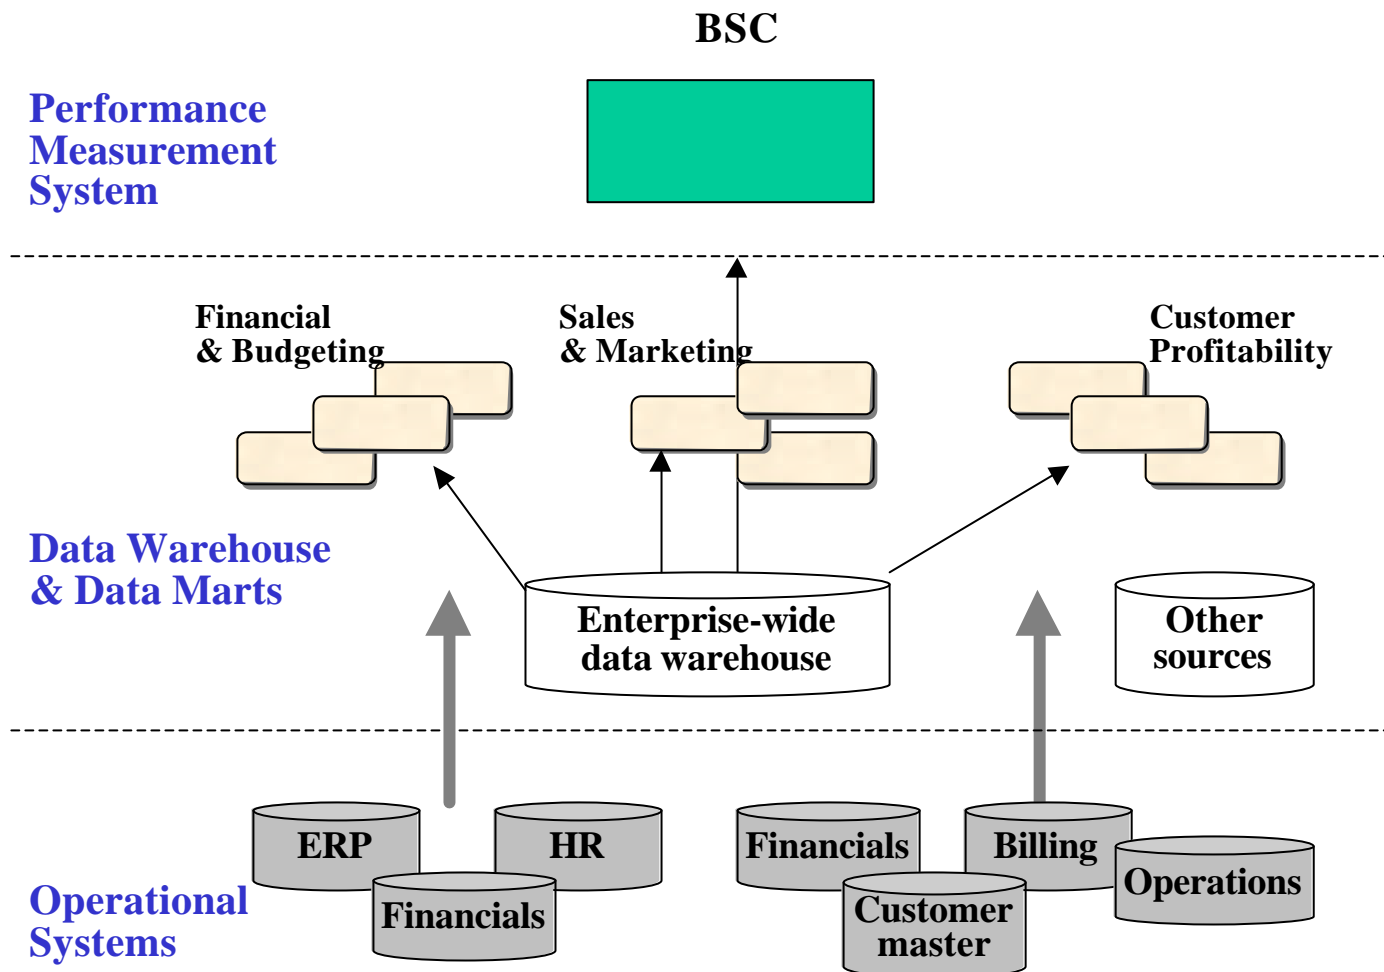 BSC
Performance
Measurement
System
Financial
& Budgeting
Sales
& Marketing
Customer
Profitability
Data Warehouse
& Data Marts
Enterprise-wide
data warehouse
Other
sources
Operational
Systems
ERP
HR
Financials
Financials
Billing
Customer
master
Operations